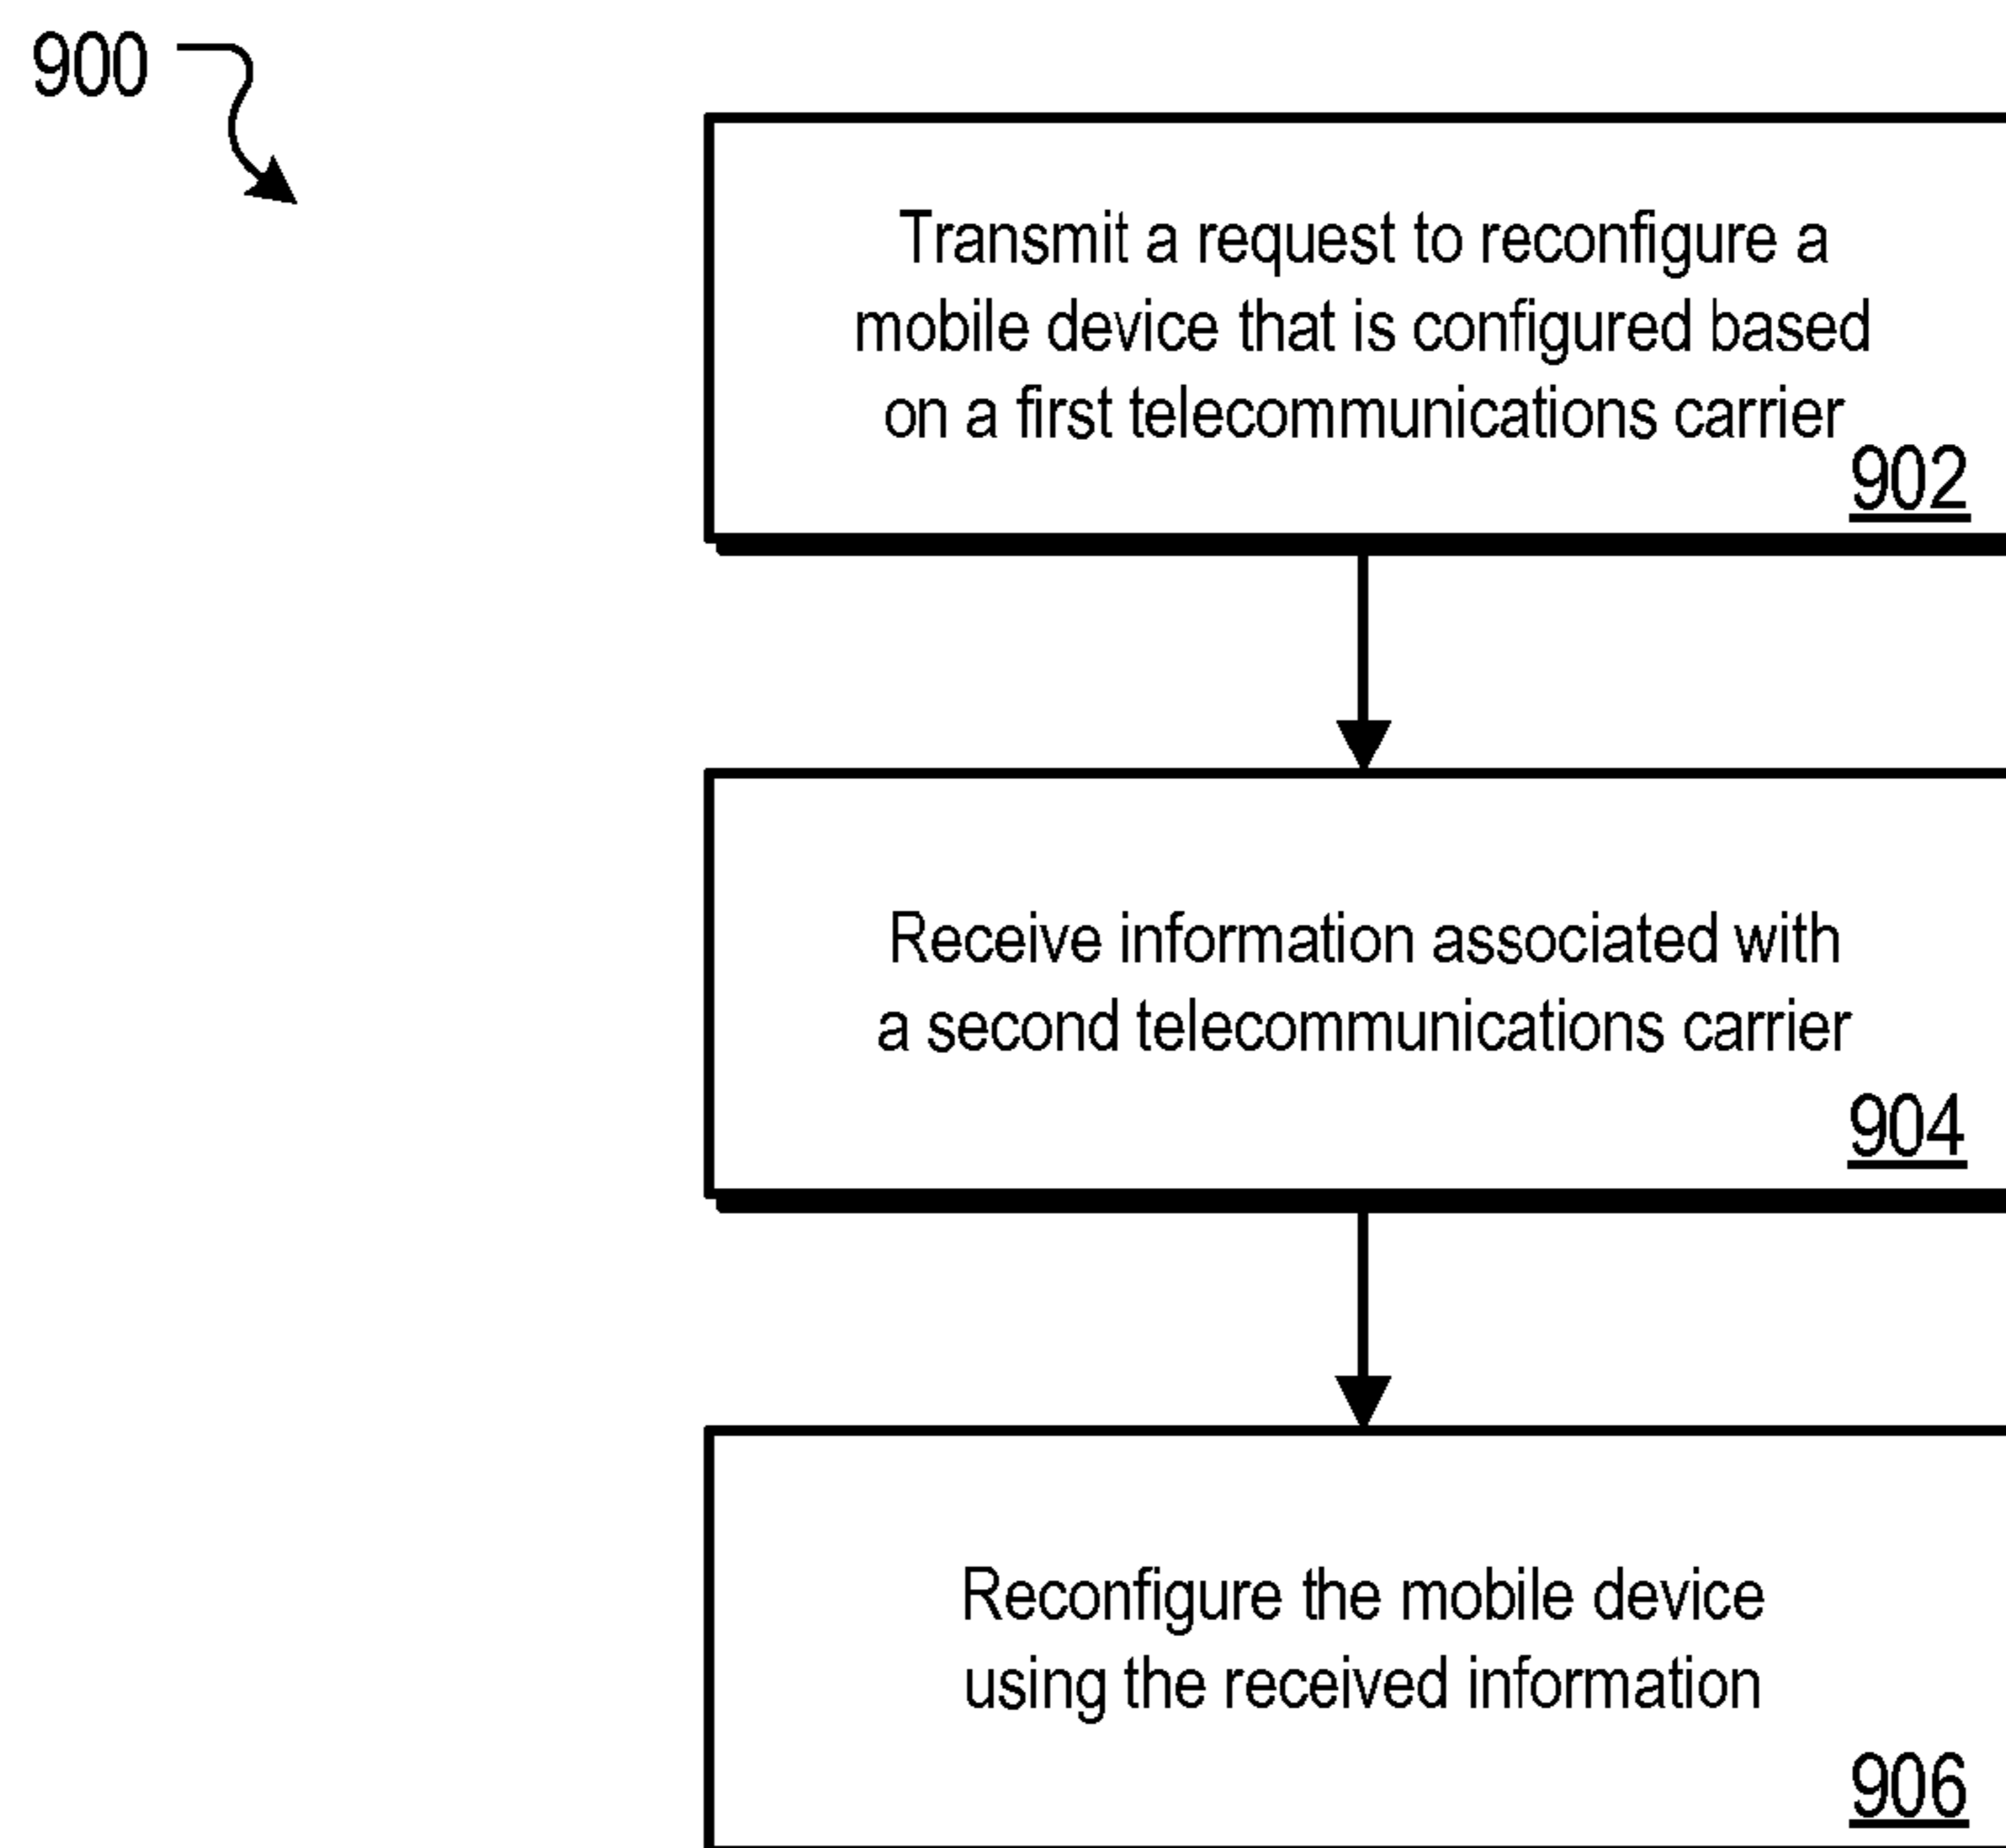 900
Transmit a request to reconfigure a
mobile device that is configured based
on a first telecommunications carrier
902
Receive information associated with
a second telecommunications carrier
904
Reconfigure the mobile device
using the received information
906